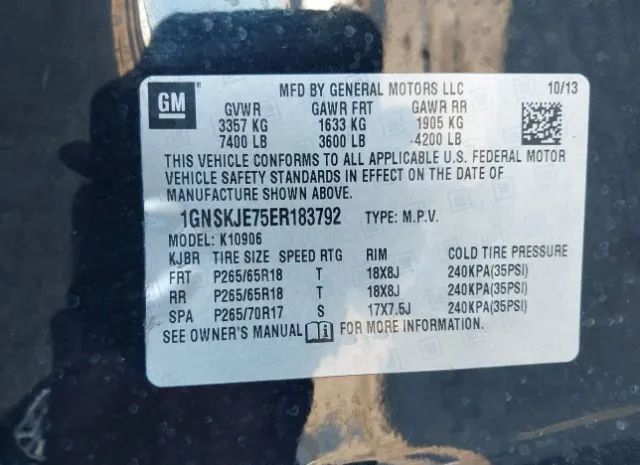 GM
MFD BY GENERAL MOTORS LLC 10/13
GVWR GAWR FRT GAWR RR
3357 KG 1633 KG 1905 KG
7400 LB 3600 LB 4200 LB
THIS VEHICLE CONFORMS TO ALL APPLICABLE U.S. FEDERAL MOTOR
VEHICLE SAFETY STANDARDS IN EFFECT ON THE DATE OF
MANUFACTURE SHOWN ABOVE.
1GNSKJE75ER183792 TYPE: M.P.V.
MODEL: K10906
KJBR TIRE SIZE SPEED RTG RIM COLD TIRE PRESSURE
FRT P265/65R18 T 18X8J 240KPA(35PSI)
RR P265/65R18 T 18X8J 240KPA(35PSI)
SPA P265/70R17 S 17X7.5J 240KPA(35PSI)
SEE OWNER'S MANUAL FOR MORE INFORMATION.